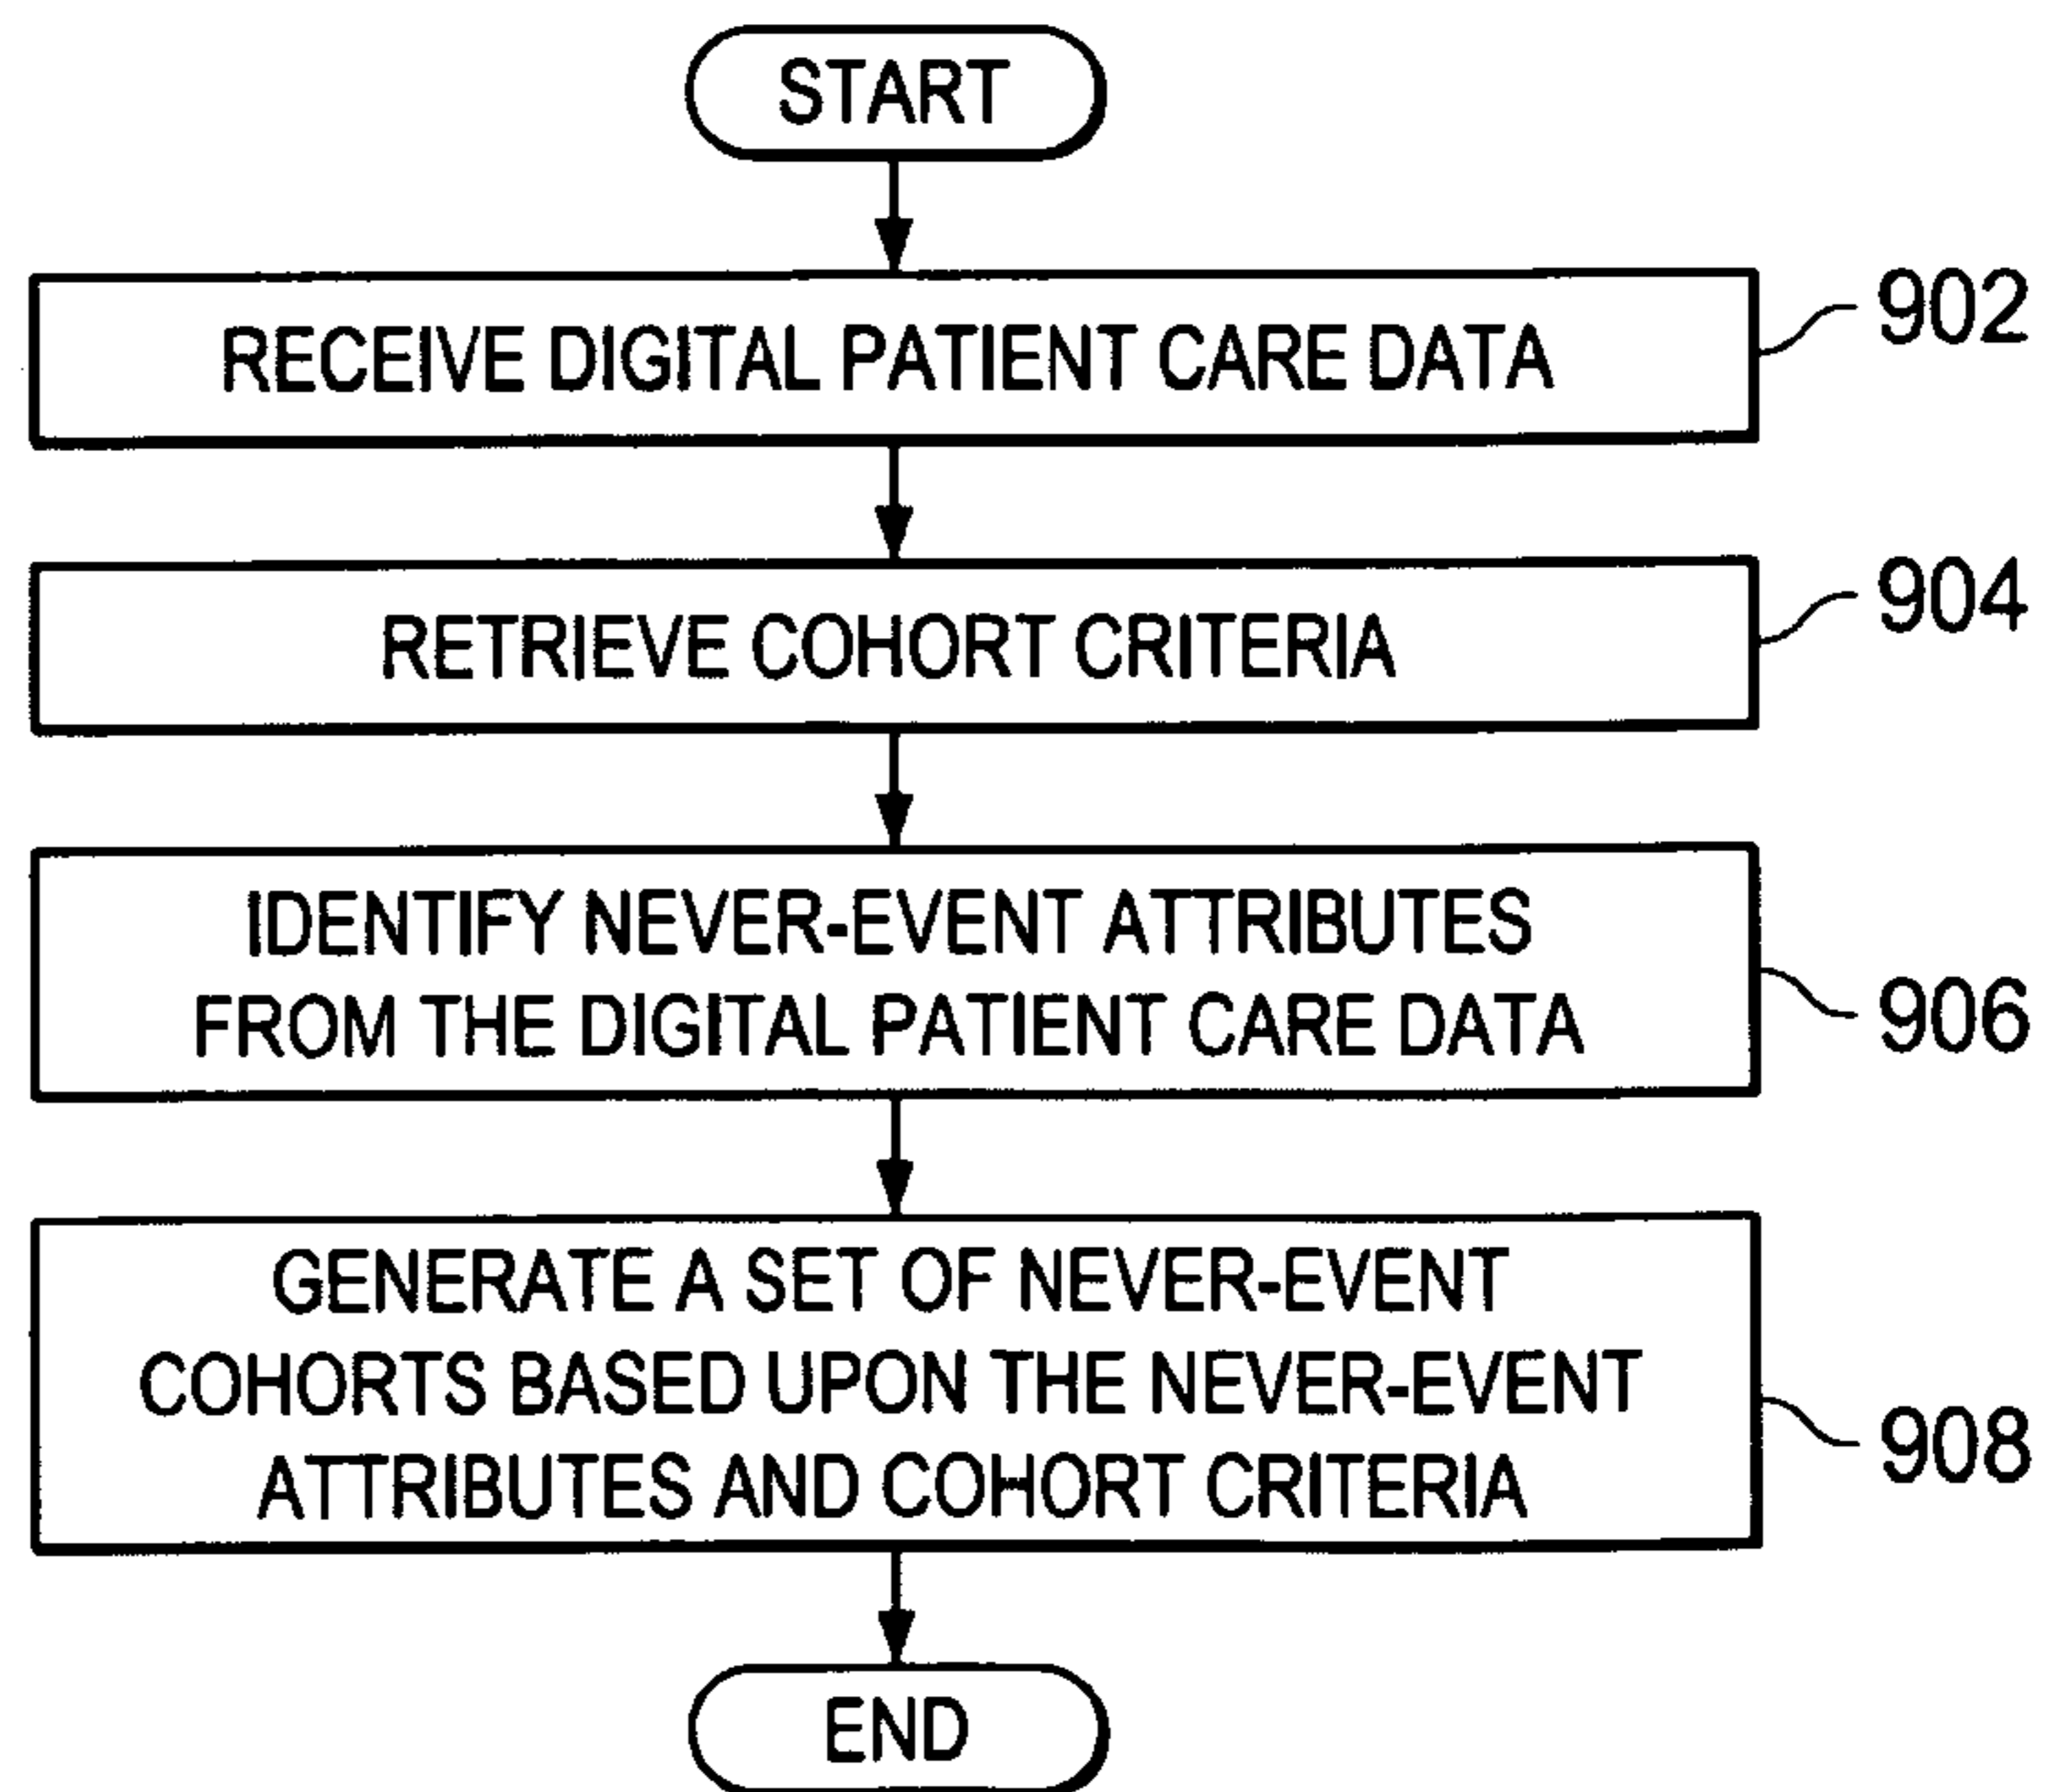 START
RECEIVE DIGITAL PATIENT CARE DATA
902
RETRIEVE COHORT CRITERIA
904
IDENTIFY NEVER-EVENT ATTRIBUTES
FROM THE DIGITAL PATIENT CARE DATA
906
GENERATE A SET OF NEVER-EVENT
COHORTS BASED UPON THE NEVER-EVENT
ATTRIBUTES AND COHORT CRITERIA
908
END